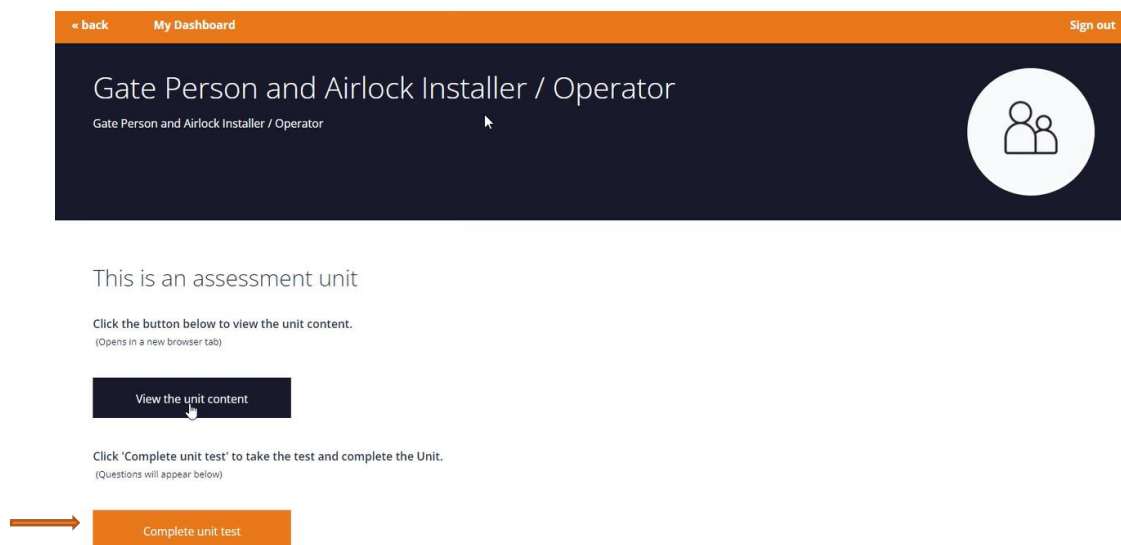 « back My Dashboard Sign out
Gate Person and Airlock Installer / Operator
Gate Person and Airlock Installer / Operator
This is an assessment unit
Click the button below to view the unit content.
(Opens in a new browser tab)
View the unit content
Click 'Complete unit test' to take the test and complete the Unit.
(Questions will appear below)
Complete unit test